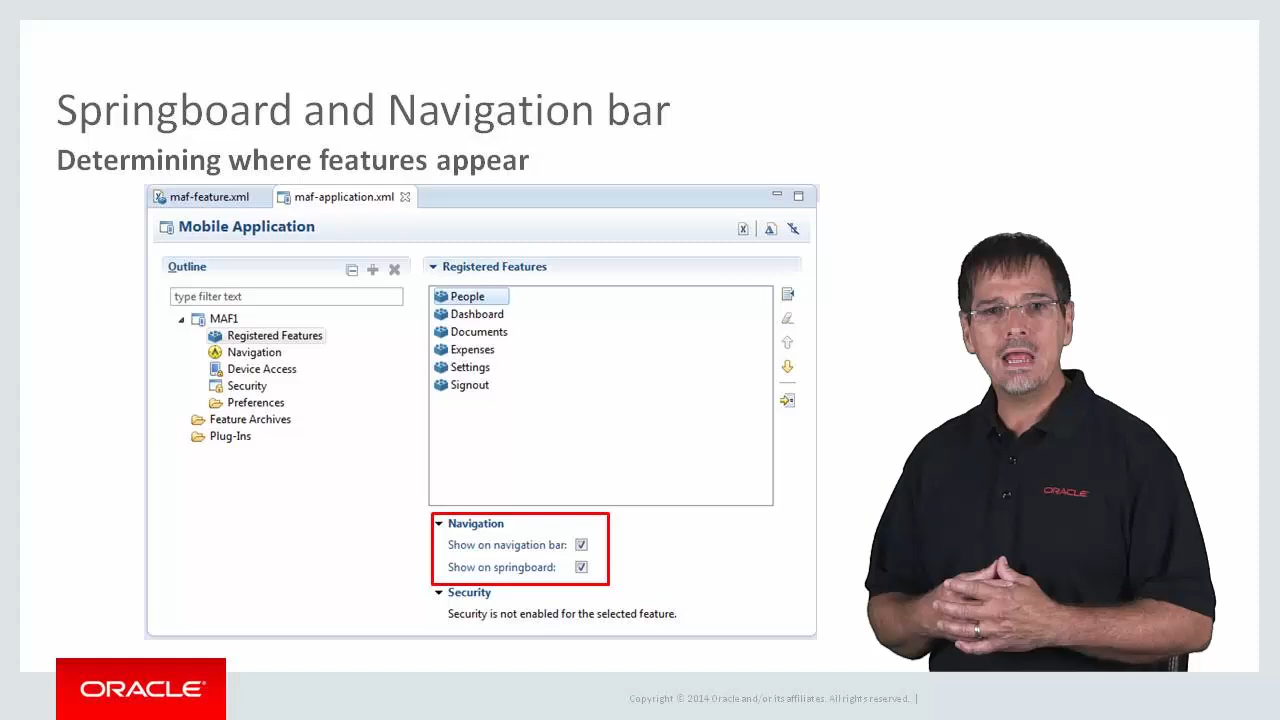 Springboard and Navigation bar
Determining where features appear
maf-feature.xml
maf-application.xml
Mobile Application
Outline
type filter text
MAF1
Registered Features
Navigation
Device Access
Security
Preferences
Feature Archives
Plug-Ins
Registered Features
People
Dashboard
Documents
Expenses
Settings
Signout
Navigation
Show on navigation bar:
Show on springboard:
Security
Security is not enabled for the selected feature.
ORACLE
ORACLE®
Copyright © 2014 Oracle and/or its affiliates. All rights reserved. |